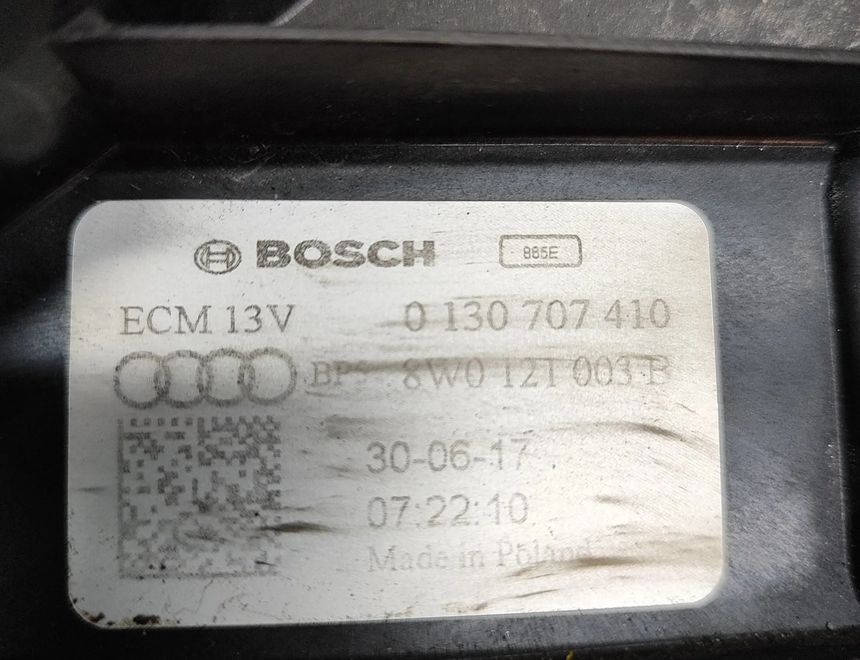 BOSCH 865E
ECM 13V 0 130 707 410
8W0 121 003 B
30-06-17
07:22:10
Made in Poland